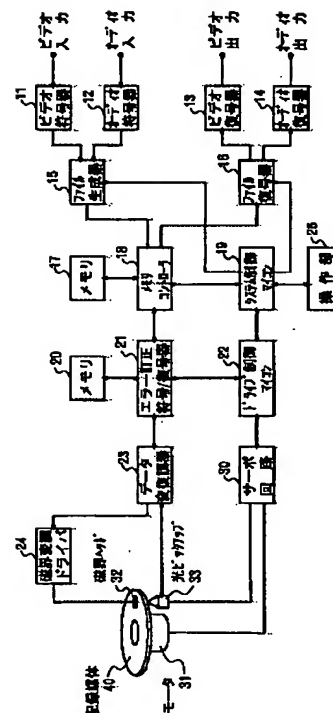 11
ビデオ
符号器
ビデオ
入力
12
オーディオ
符号器
オーディオ
入力
13
ビデオ
復号器
ビデオ
出力
14
オーディオ
復号器
オーディオ
出力
15
ファイル
生成器
16
ファイル
復号器
17
メモリ
18
メモリ
コントローラ
19
システム制御
マイコン
26
操作部
20
メモリ
21
エラー訂正
符号/復号器
22
ドライブ制御
マイコン
23
データ
変復調器
30
サーボ
回路
24
磁界変調
ドライバ
磁界ヘッド
32
光ピックアップ
33
記録媒体
40
31
モータ